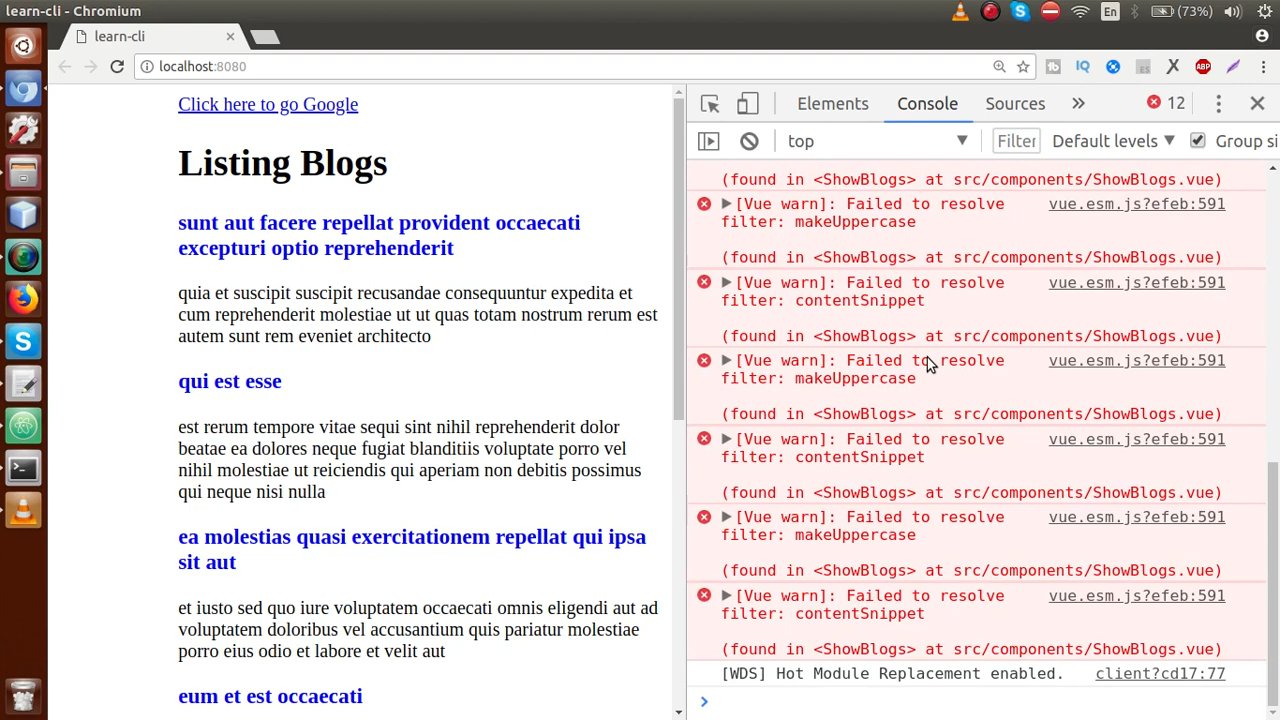 learn-cli - Chromium
En
(73%)
learn-cli
localhost:8080
IQ
ABP
Click here to go Google
Listing Blogs
sunt aut facere repellat provident occaecati
excepturi optio reprehenderit
quia et suscipit suscipit recusandae consequuntur expedita et
cum reprehenderit molestiae ut ut quas totam nostrum rerum est
autem sunt rem eveniet architecto
qui est esse
est rerum tempore vitae sequi sint nihil reprehenderit dolor
beatae ea dolores neque fugiat blanditiis voluptate porro vel
nihil molestiae ut reiciendis qui aperiam non debitis possimus
qui neque nisi nulla
ea molestias quasi exercitationem repellat qui ipsa
sit aut
et iusto sed quo iure voluptatem occaecati omnis eligendi aut ad
voluptatem doloribus vel accusantium quis pariatur molestiae
porro eius odio et labore et velit aut
eum et est occaecati
Elements Console Sources » 12
top Filter Default levels Group si
(found in <ShowBlogs> at src/components/ShowBlogs.vue)
[Vue warn]: Failed to resolve vue.esm.js?efeb:591
filter: makeUppercase
(found in <ShowBlogs> at src/components/ShowBlogs.vue)
[Vue warn]: Failed to resolve vue.esm.js?efeb:591
filter: contentSnippet
(found in <ShowBlogs> at src/components/ShowBlogs.vue)
[Vue warn]: Failed to resolve vue.esm.js?efeb:591
filter: makeUppercase
(found in <ShowBlogs> at src/components/ShowBlogs.vue)
[Vue warn]: Failed to resolve vue.esm.js?efeb:591
filter: contentSnippet
(found in <ShowBlogs> at src/components/ShowBlogs.vue)
[Vue warn]: Failed to resolve vue.esm.js?efeb:591
filter: makeUppercase
(found in <ShowBlogs> at src/components/ShowBlogs.vue)
[Vue warn]: Failed to resolve vue.esm.js?efeb:591
filter: contentSnippet
(found in <ShowBlogs> at src/components/ShowBlogs.vue)
[WDS] Hot Module Replacement enabled. client?cd17:77